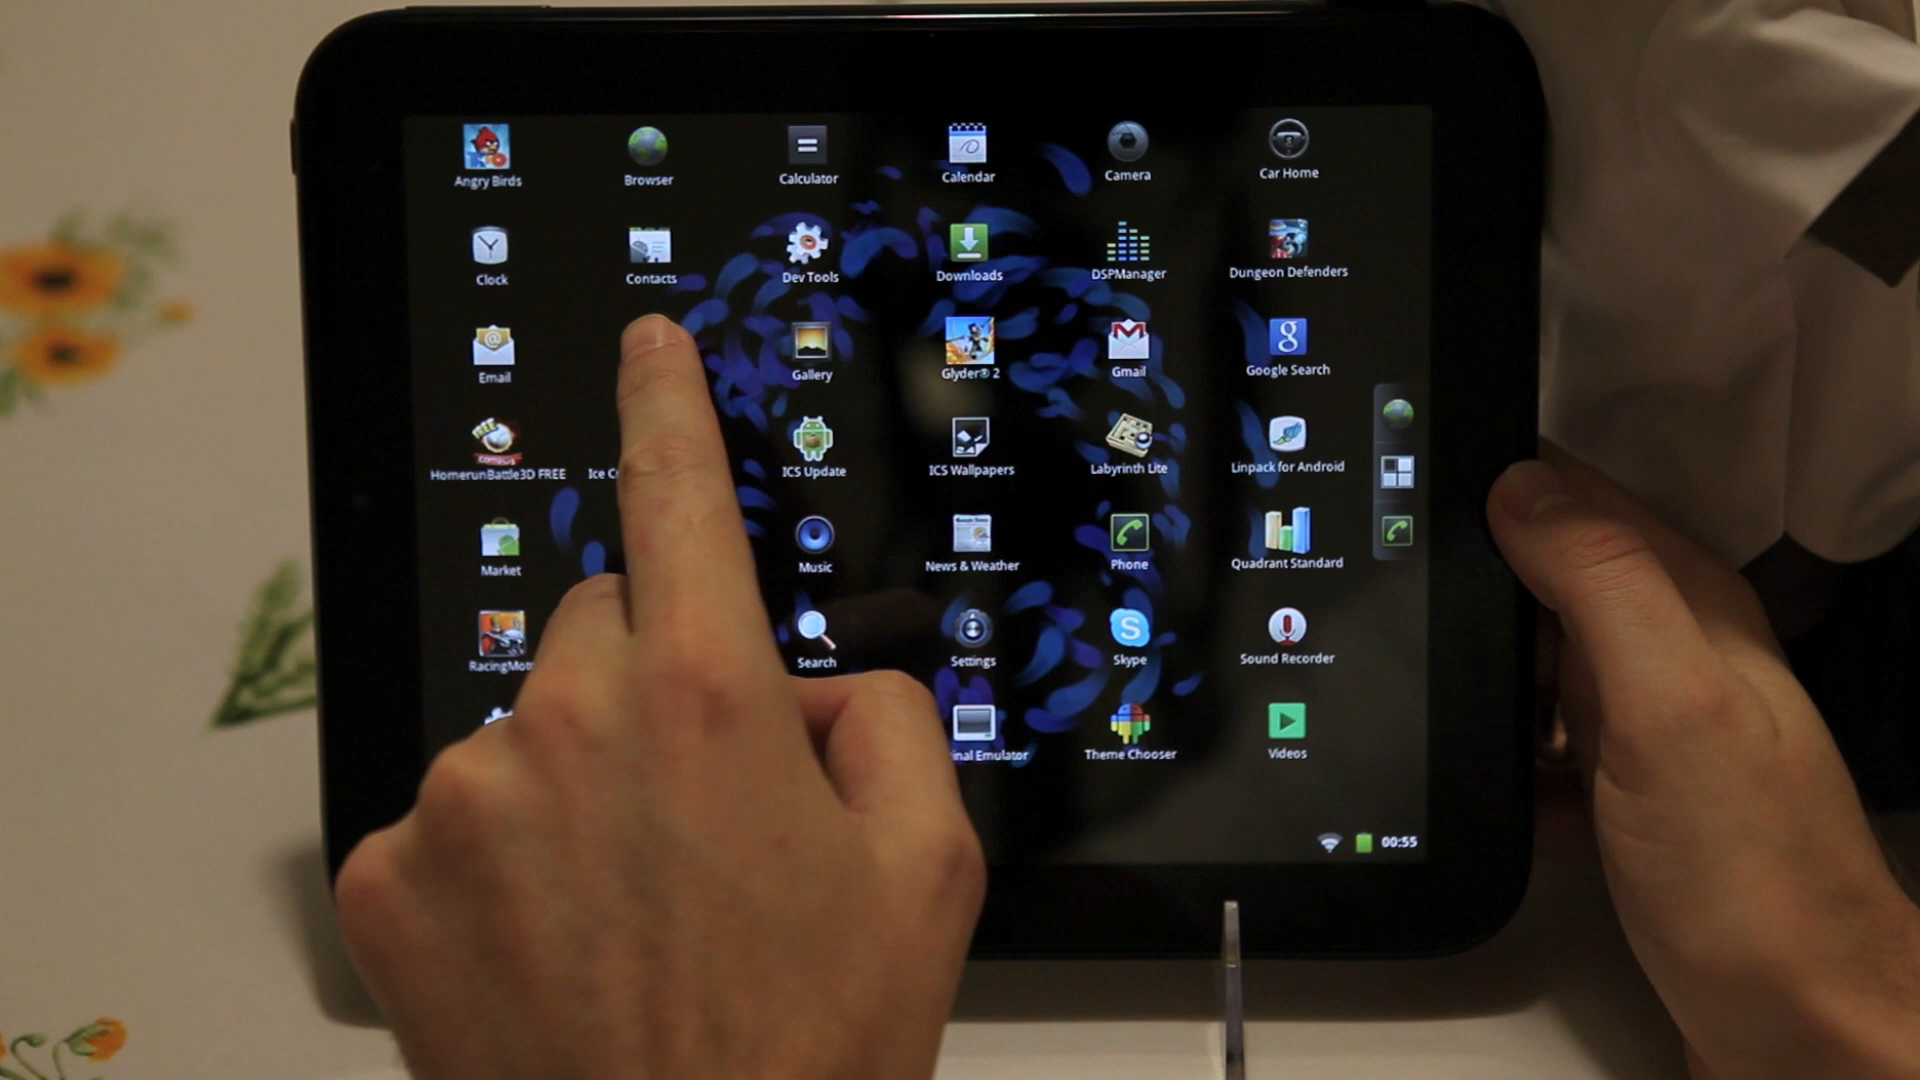 Angry Birds
Browser
Calculator
Calendar
Camera
Car Home
Clock
Contacts
Dev Tools
Downloads
DSPManager
Dungeon Defenders
Email
Gallery
Glyder® 2
Gmail
Google Search
HomerunBattle3D FREE
Ice
ICS Update
ICS Wallpapers
Labyrinth Lite
Linpack for Android
Market
Music
News & Weather
Phone
Quadrant Standard
Search
Settings
Skype
Sound Recorder
Emulator
Theme Chooser
Videos
00:55